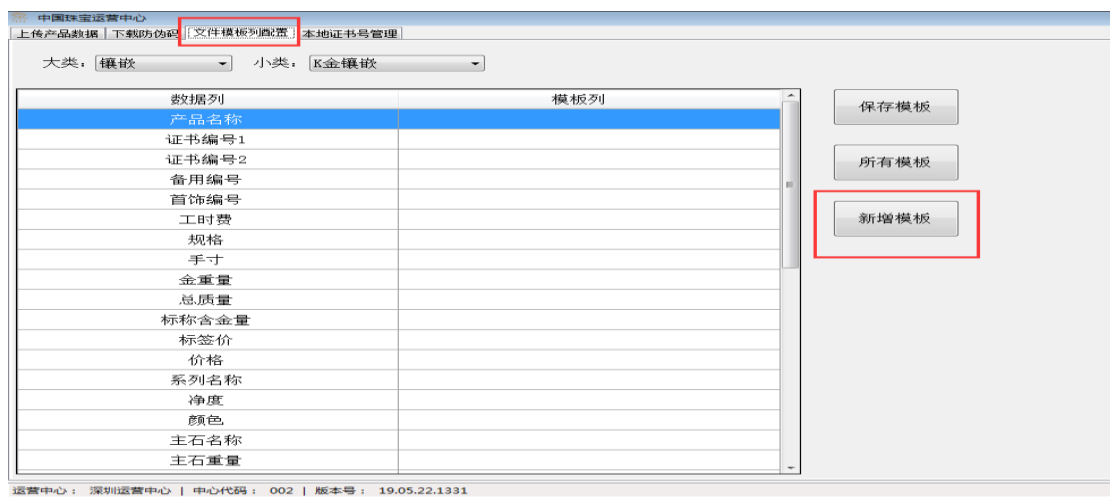 中国珠宝运营中心
上传产品数据 下载防伪码 文件模板列配置 本地证书号管理
大类： 镶嵌 小类： K金镶嵌
数据列 模板列
产品名称
证书编号1
证书编号2
备用编号
首饰编号
工时费
规格
手寸
金重量
总质量
标称含金量
标签价
价格
系列名称
净度
颜色
主石名称
主石重量
保存模板
所有模板
新增模板
运营中心： 深圳运营中心 | 中心代码： 002 | 版本号： 19.05.22.1331